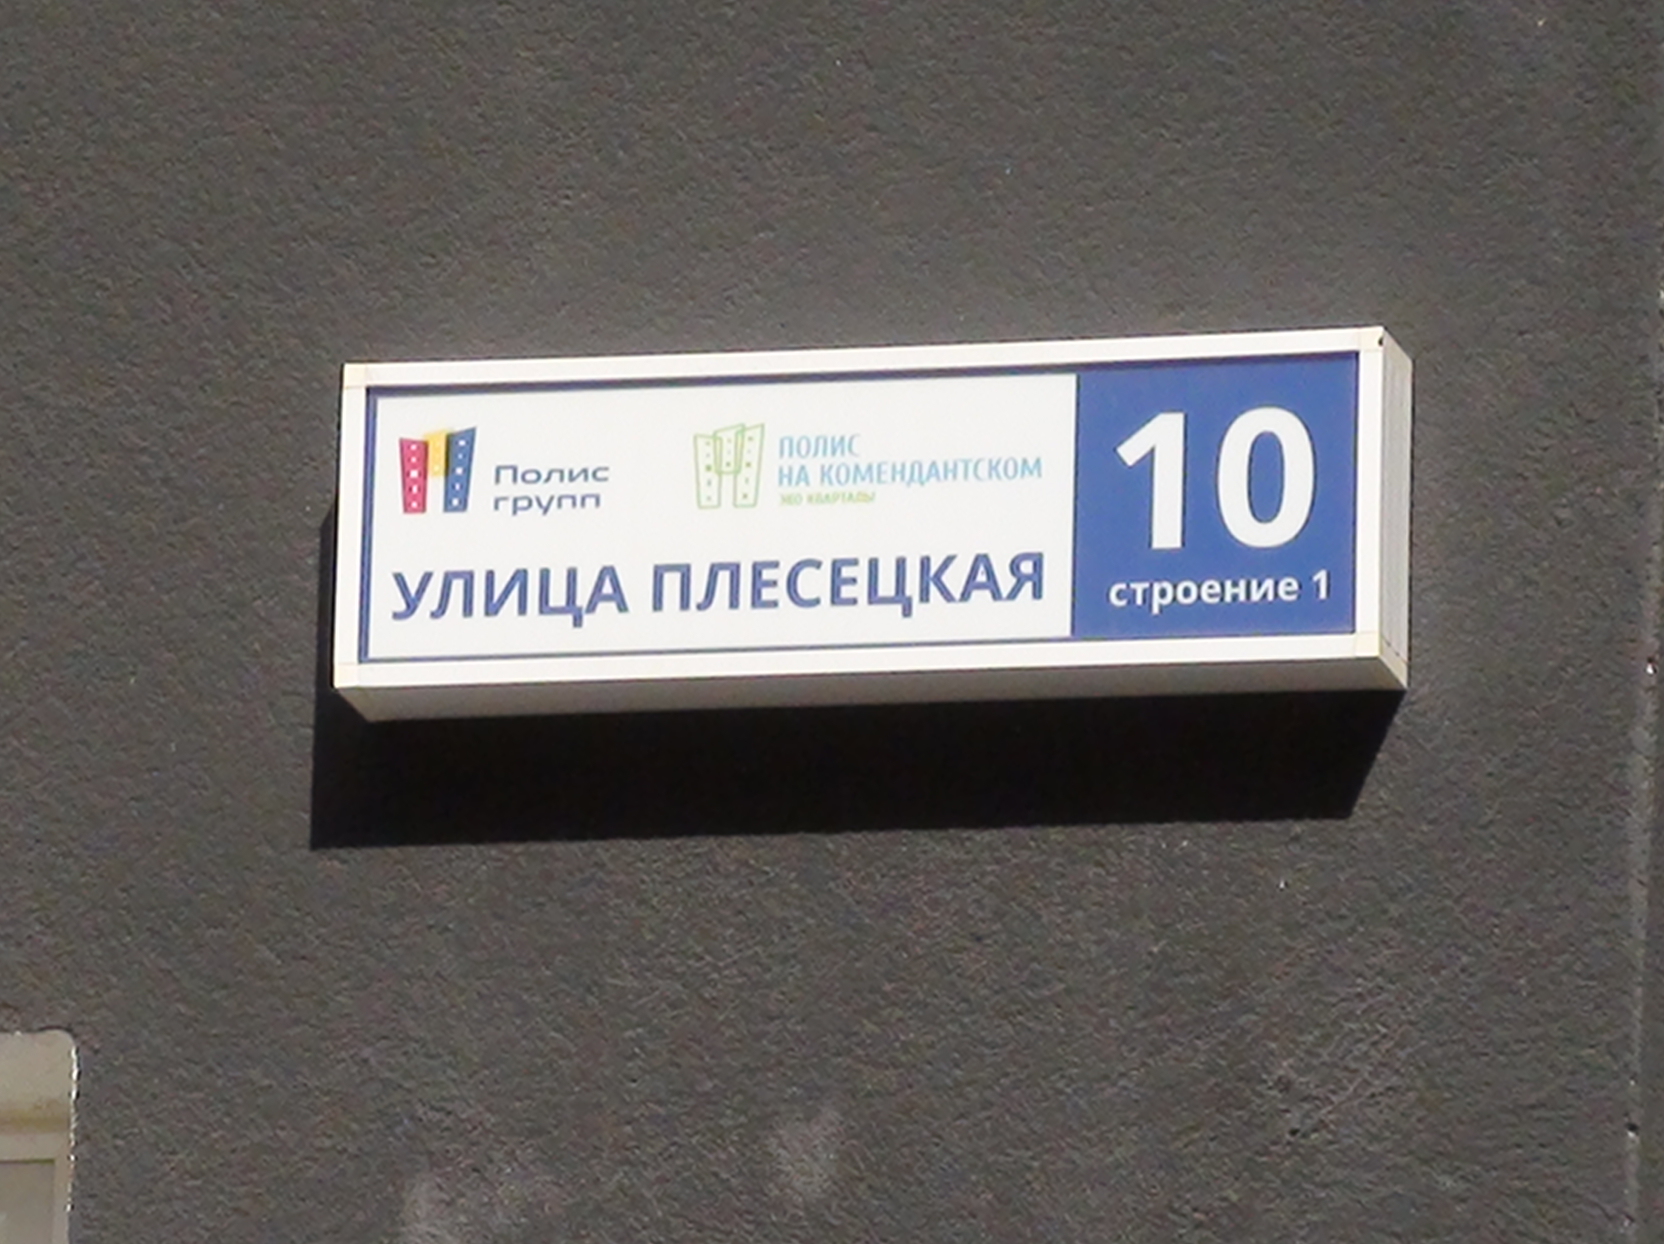 Полис
групп
ПОЛИС
НА КОМЕНДАНТСКОМ
ЭКО КВАРТАЛЫ
УЛИЦА ПЛЕСЕЦКАЯ
10
строение 1